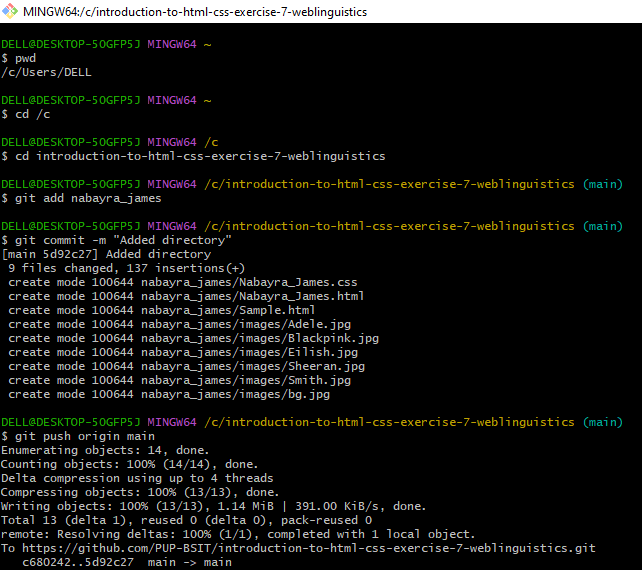 MINGW64:/c/introduction-to-html-css-exercise-7-weblinguistics
DELL@DESKTOP-5OGFP5J MINGW64 ~
$ pwd
/c/Users/DELL
DELL@DESKTOP-5OGFP5J MINGW64 ~
$ cd /c
DELL@DESKTOP-5OGFP5J MINGW64 /c
$ cd introduction-to-html-css-exercise-7-weblinguistics
DELL@DESKTOP-5OGFP5J MINGW64 /c/introduction-to-html-css-exercise-7-weblinguistics (main)
$ git add nabayra_james
DELL@DESKTOP-5OGFP5J MINGW64 /c/introduction-to-html-css-exercise-7-weblinguistics (main)
$ git commit -m "Added directory"
[main 5d92c27] Added directory
 9 files changed, 137 insertions(+)
 create mode 100644 nabayra_james/Nabayra_James.css
 create mode 100644 nabayra_james/Nabayra_James.html
 create mode 100644 nabayra_james/Sample.html
 create mode 100644 nabayra_james/images/Adele.jpg
 create mode 100644 nabayra_james/images/Blackpink.jpg
 create mode 100644 nabayra_james/images/Eilish.jpg
 create mode 100644 nabayra_james/images/Sheeran.jpg
 create mode 100644 nabayra_james/images/Smith.jpg
 create mode 100644 nabayra_james/images/bg.jpg
DELL@DESKTOP-5OGFP5J MINGW64 /c/introduction-to-html-css-exercise-7-weblinguistics (main)
$ git push origin main
Enumerating objects: 14, done.
Counting objects: 100% (14/14), done.
Delta compression using up to 4 threads
Compressing objects: 100% (13/13), done.
Writing objects: 100% (13/13), 1.14 MiB | 391.00 KiB/s, done.
Total 13 (delta 1), reused 0 (delta 0), pack-reused 0
remote: Resolving deltas: 100% (1/1), completed with 1 local object.
To https://github.com/PUP-BSIT/introduction-to-html-css-exercise-7-weblinguistics.git
   c680242..5d92c27  main -> main